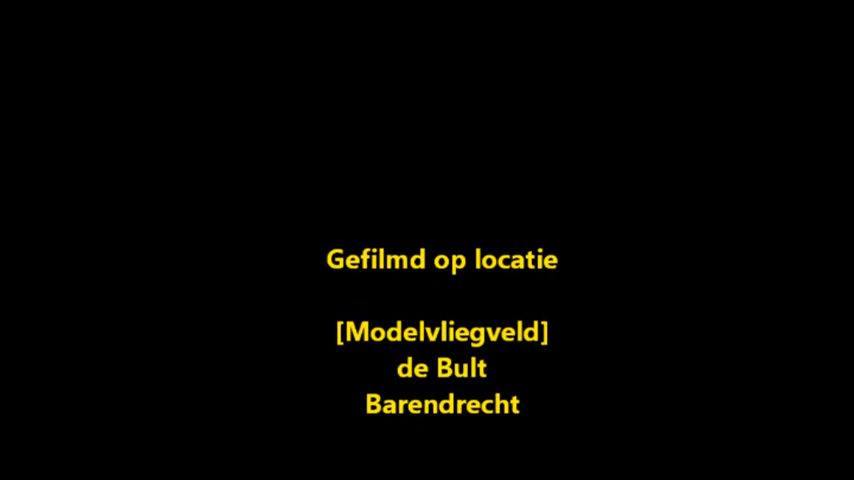 Gefilmd op locatie
[Modelvliegveld]
de Bult
Barendrecht